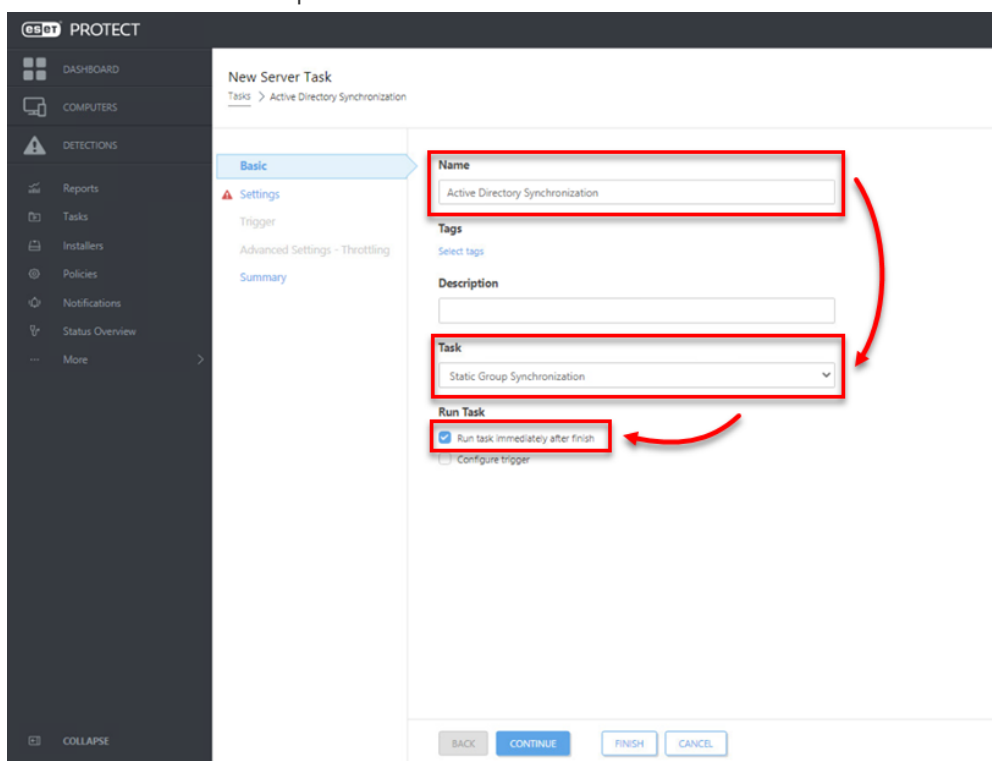 eset PROTECT
DASHBOARD
COMPUTERS
DETECTIONS
Reports
Tasks
Installers
Policies
Notifications
Status Overview
More
COLLAPSE
New Server Task
Tasks > Active Directory Synchronization
Basic
Settings
Trigger
Advanced Settings - Throttling
Summary
Name
Active Directory Synchronization
Tags
Select tags
Description
Task
Static Group Synchronization
Run Task
Run task immediately after finish
Configure trigger
BACK CONTINUE FINISH CANCEL